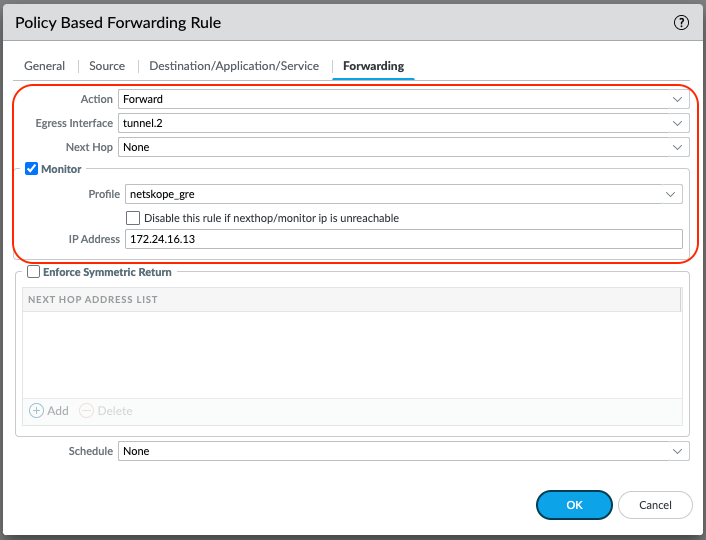 Policy Based Forwarding Rule
General Source Destination/Application/Service Forwarding
Action Forward
Egress Interface tunnel.2
Next Hop None
Monitor
Profile netskope_gre
Disable this rule if nexthop/monitor ip is unreachable
IP Address 172.24.16.13
Enforce Symmetric Return
NEXT HOP ADDRESS LIST
Add Delete
Schedule None
OK Cancel